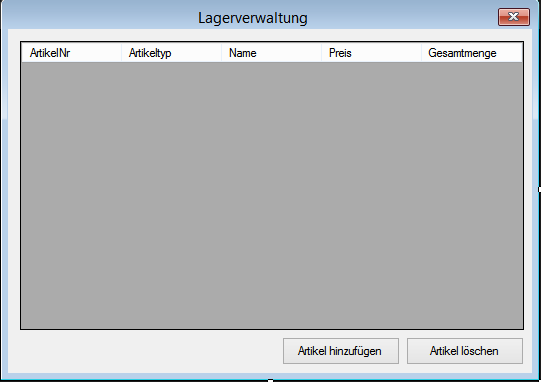 Lagerverwaltung
ArtikelNr Artikeltyp Name Preis Gesamtmenge
Artikel hinzufügen Artikel löschen